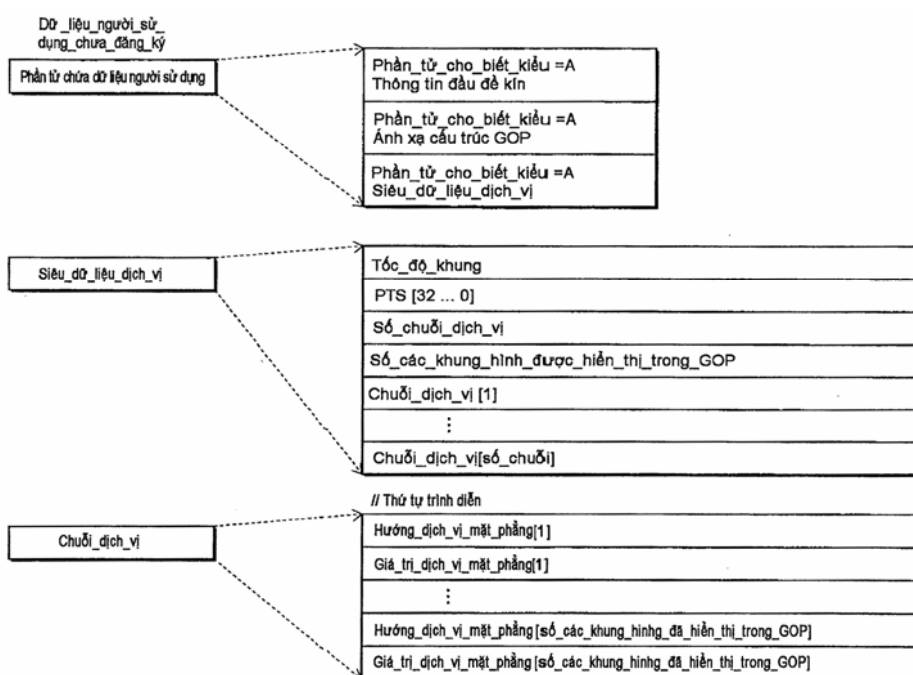 Dữ_liệu_người_sử_
dụng_chưa_đăng_ký
Phần tử chứa dữ liệu người sử dụng
Phần_tử_cho_biết_kiểu =A
Thông tin đầu đề kín
Phần_tử_cho_biết_kiểu =A
Ánh xạ cấu trúc GOP
Phần_tử_cho_biết_kiểu =A
Siêu_dữ_liệu_dịch_vị
Siêu_dữ_liệu_dịch_vị
Tốc_độ_khung
PTS [32 ... 0]
Số_chuỗi_dịch_vị
Số_các_khung_hình_được_hiển_thị_trong_GOP
Chuỗi_dịch_vị [1]
⋮
Chuỗi_dịch_vị[số_chuỗi]
// Thứ tự trình diễn
Chuỗi_dịch_vị
Hướng_dịch_vị_mặt_phẳng[1]
Giá_trị_dịch_vị_mặt_phẳng[1]
⋮
Hướng_dịch_vị_mặt_phẳng[số_các_khung_hinhg_đã_hiển_thị_trong_GOP]
Giá_trị_dịch_vị_mặt_phẳng[số_các_khung_hinhg_đã_hiển_thị_trong_GOP]